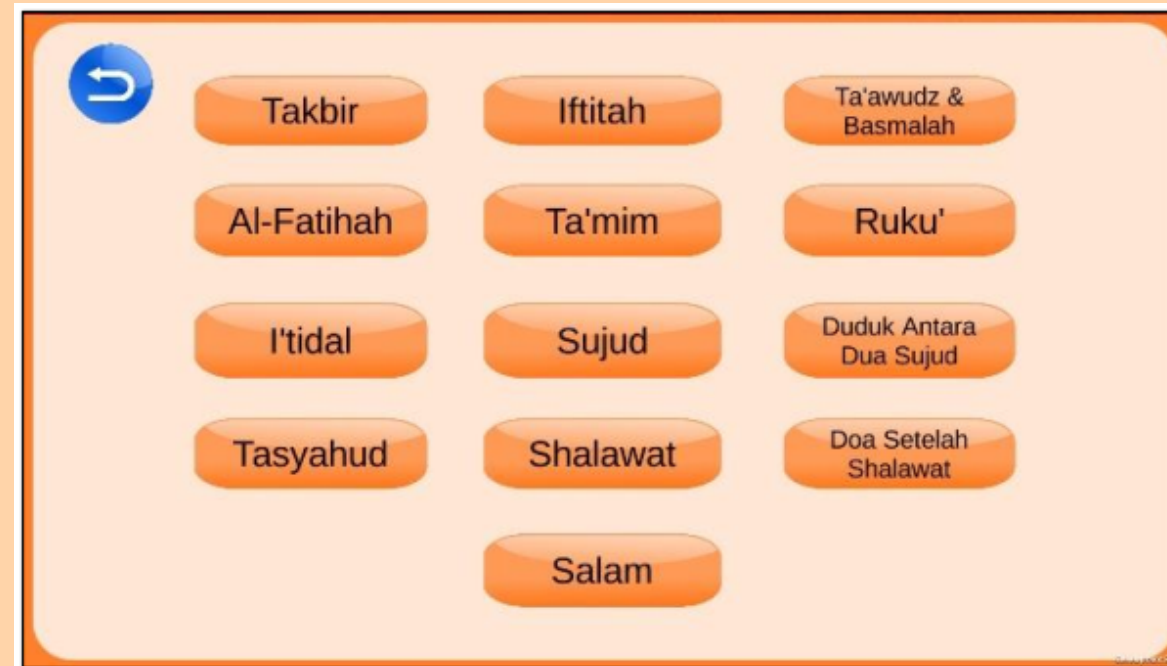 Takbir
Iftitah
Ta'awudz &
Basmalah
Al-Fatihah
Ta'mim
Ruku'
I'tidal
Sujud
Duduk Antara
Dua Sujud
Tasyahud
Shalawat
Doa Setelah
Shalawat
Salam